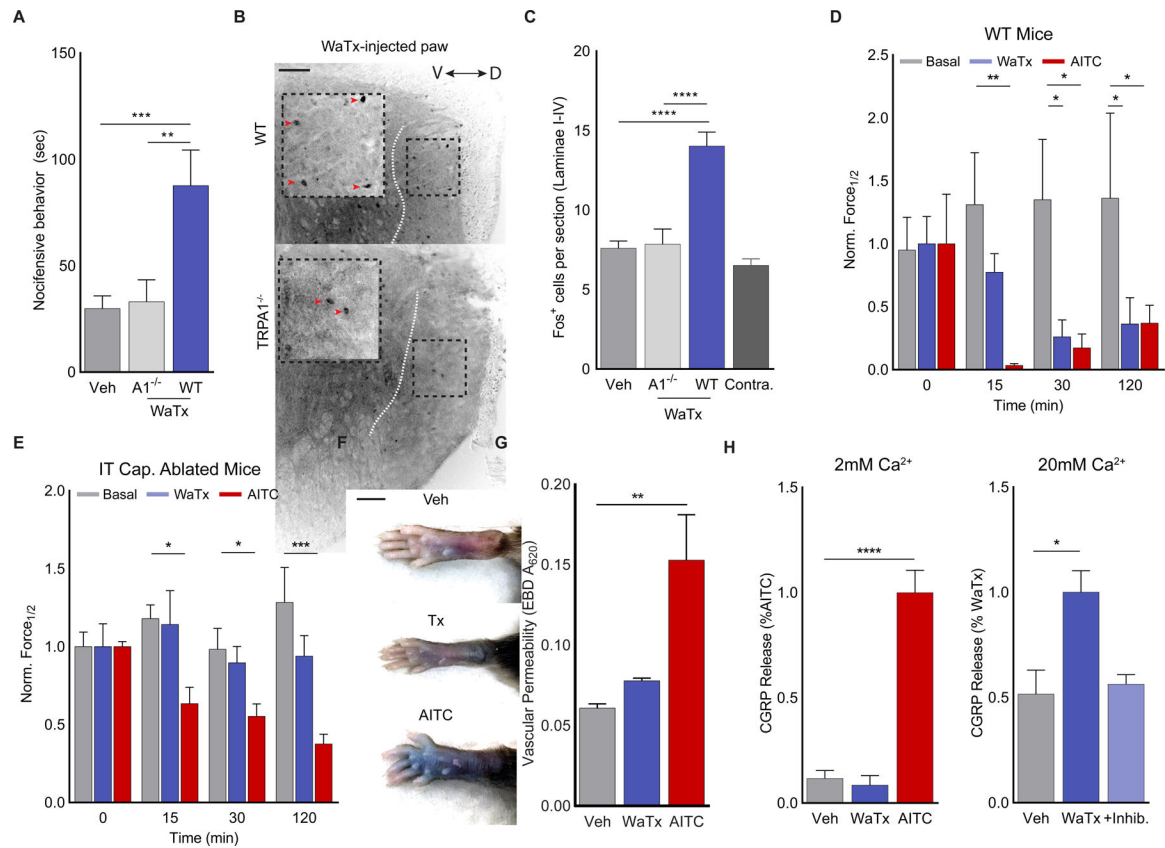 A
Nocifensive behavior (sec)
150
100
50
0
***
**
Veh A1-/- WT
WaTx
B
WaTx-injected paw
V D
WT
TRPA1-/-
C
Fos+ cells per section (Laminae I-IV)
20
15
10
5
0
****
****
Veh A1-/- WT Contra.
WaTx
D
WT Mice
Basal WaTx AITC
Norm. Force1/2
2.5
2.0
1.5
1.0
0.5
0.0
** * * * *
0 15 30 120
Time (min)
E
IT Cap. Ablated Mice
Basal WaTx AITC
Norm. Force1/2
2.0
1.5
1.0
0.5
0.0
* * ***
0 15 30 120
Time (min)
F
Veh
Tx
AITC
G
Vascular Permeability (EBD A620)
0.20
0.15
0.10
0.05
0.00
**
Veh WaTx AITC
H
2mM Ca2+
CGRP Release (%AITC)
1.0
0.5
0.0
****
Veh WaTx AITC
20mM Ca2+
CGRP Release (% WaTx)
1.0
0.5
0.0
*
Veh WaTx +Inhib.